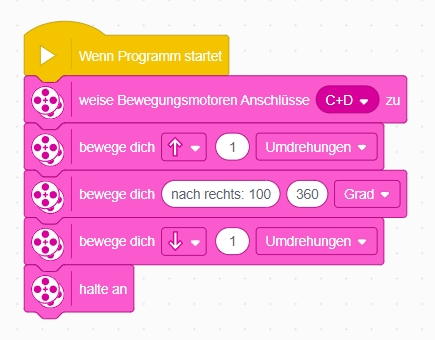 Wenn Programm startet
weise Bewegungsmotoren Anschlüsse C+D zu
bewege dich 1 Umdrehungen
bewege dich nach rechts: 100 360 Grad
bewege dich 1 Umdrehungen
halte an